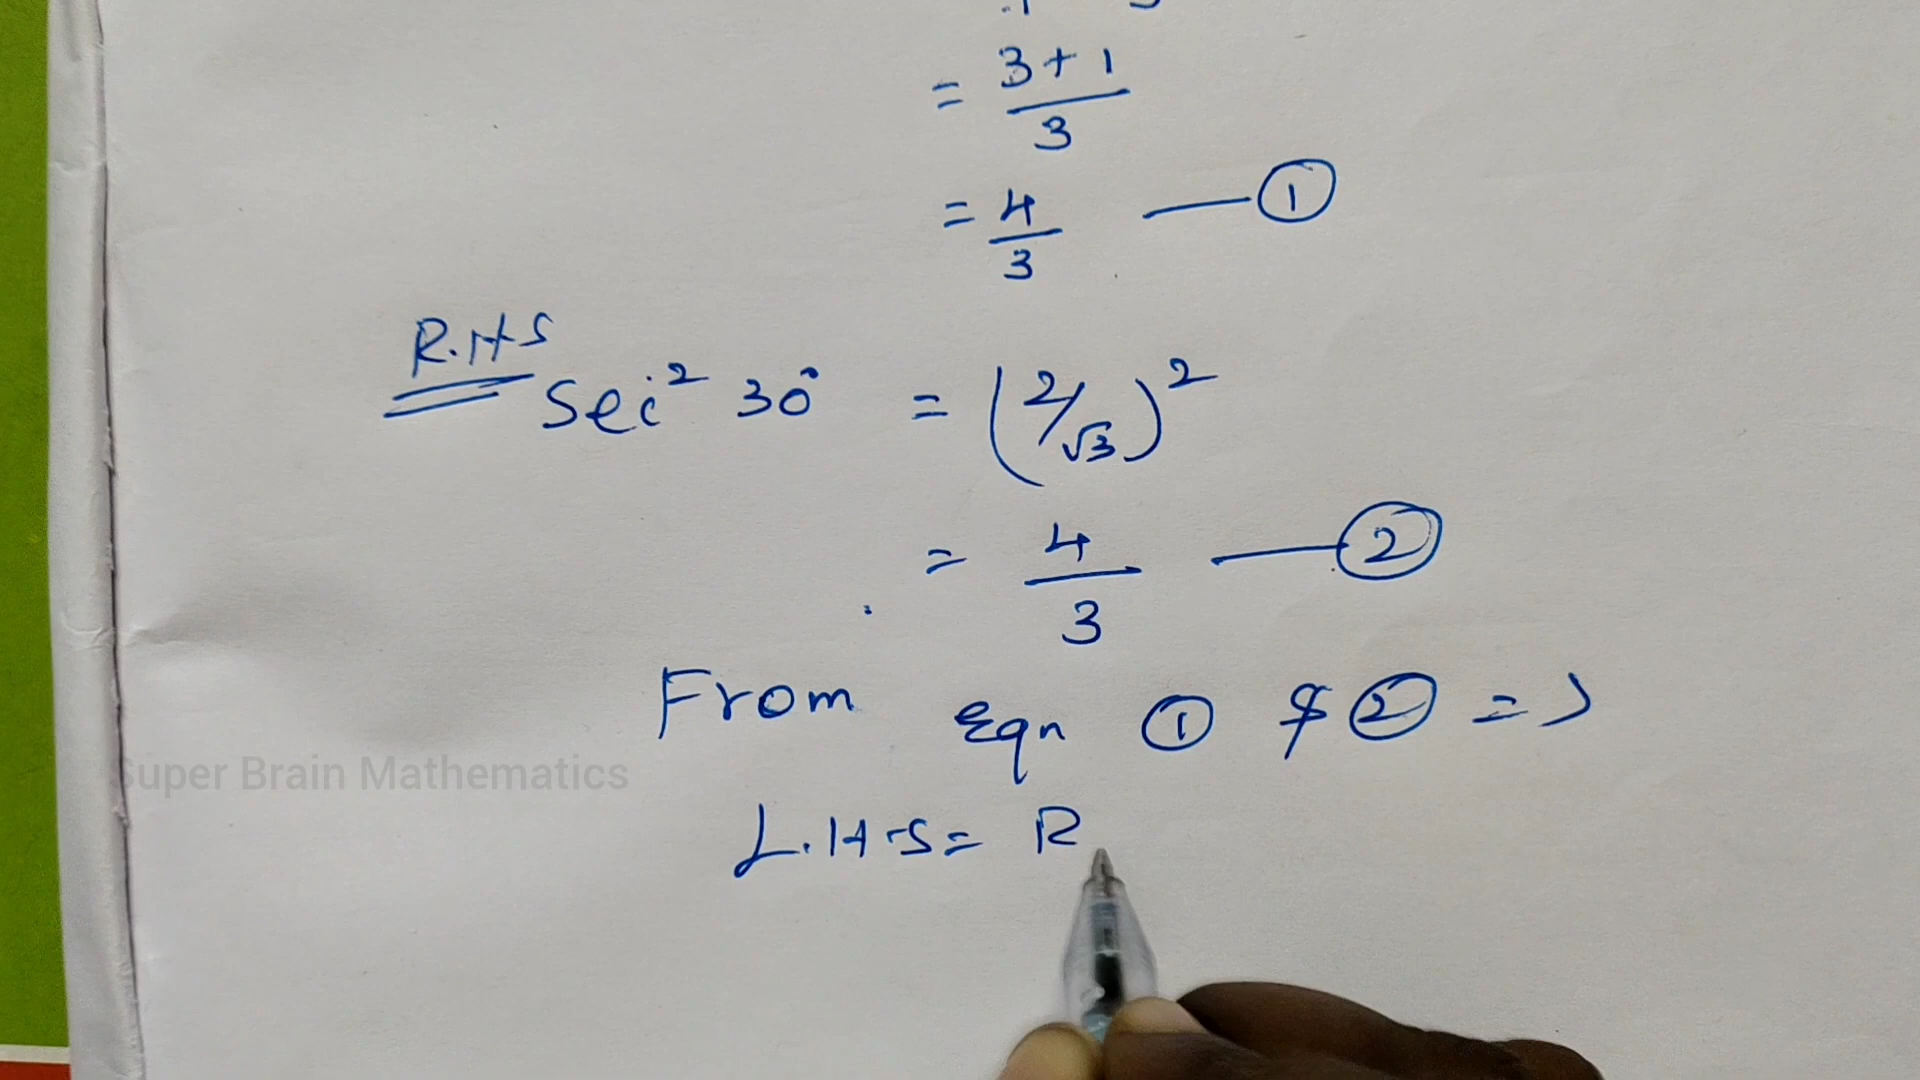 = 3+1/3
= 4/3 — ①
R.H.S
Sec² 30° = (2/√3)²
= 4/3 — ②
From Eqn ① & ② =>
Super Brain Mathematics
L.H.S = R